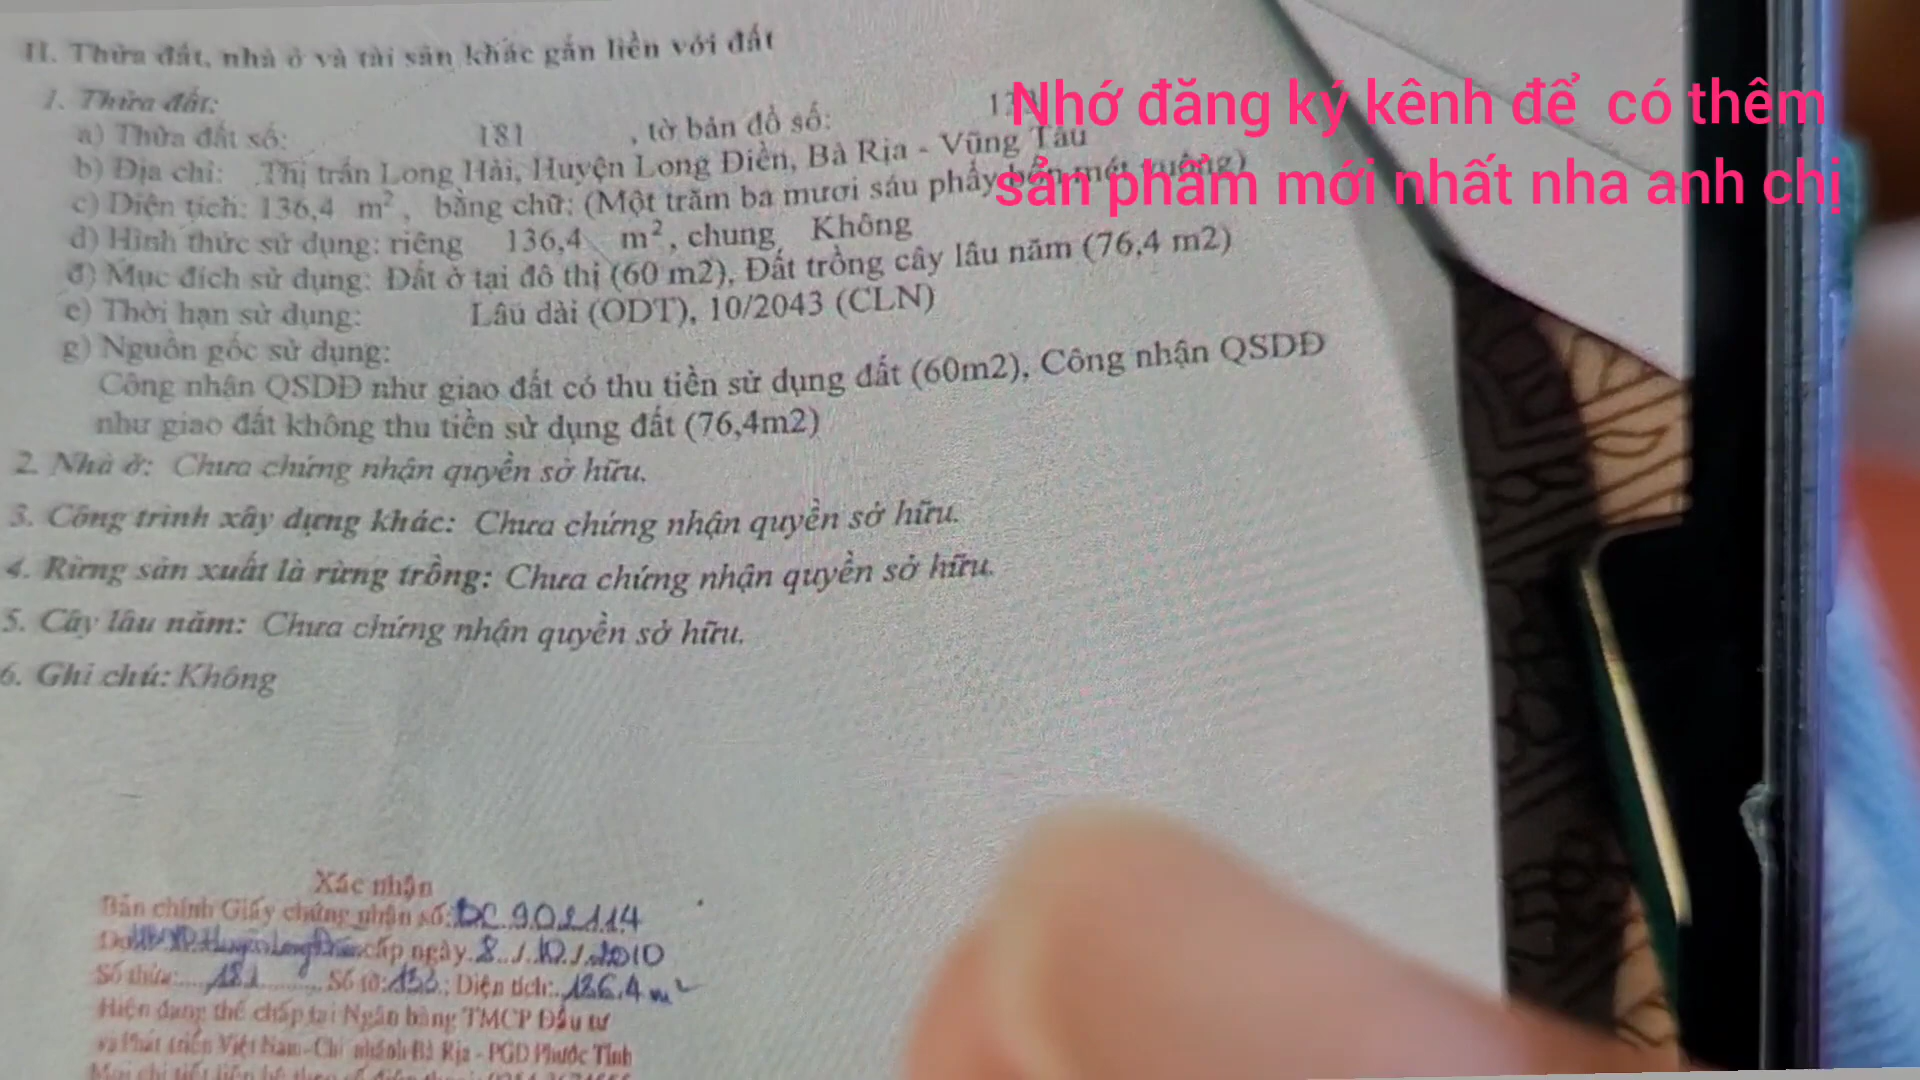 II. Thửa đất, nhà ở và tài sản khác gắn liền với đất
1. Thửa đất:
a) Thửa đất số: 181 , tờ bản đồ số:
b) Địa chỉ: Thị trấn Long Hải, Huyện Long Điền, Bà Rịa - Vũng Tàu
c) Diện tích: 136,4 m², bằng chữ: (Một trăm ba mươi sáu phẩy bốn mét vuông)
d) Hình thức sử dụng: riêng 136,4 m², chung Không
đ) Mục đích sử dụng: Đất ở tại đô thị (60 m2), Đất trồng cây lâu năm (76,4 m2)
e) Thời hạn sử dụng: Lâu dài (ODT), 10/2043 (CLN)
g) Nguồn gốc sử dụng:
Công nhận QSDĐ như giao đất có thu tiền sử dụng đất (60m2), Công nhận QSDĐ
như giao đất không thu tiền sử dụng đất (76,4m2)
2. Nhà ở: Chưa chứng nhận quyền sở hữu.
3. Công trình xây dựng khác: Chưa chứng nhận quyền sở hữu.
4. Rừng sản xuất là rừng trồng: Chưa chứng nhận quyền sở hữu.
5. Cây lâu năm: Chưa chứng nhận quyền sở hữu.
6. Ghi chú: Không
Nhớ đăng ký kênh để có thêm
sản phẩm mới nhất nha anh chị
Xác nhận
Bản chính Giấy chứng nhận số:
Do cấp ngày
Số thửa: 181 Số tờ: Diện tích: 136,4 m²
Hiện đang thế chấp tại Ngân hàng TMCP Đầu tư
và Phát triển Việt Nam - Chi nhánh Bà Rịa - PGD Phước Tỉnh